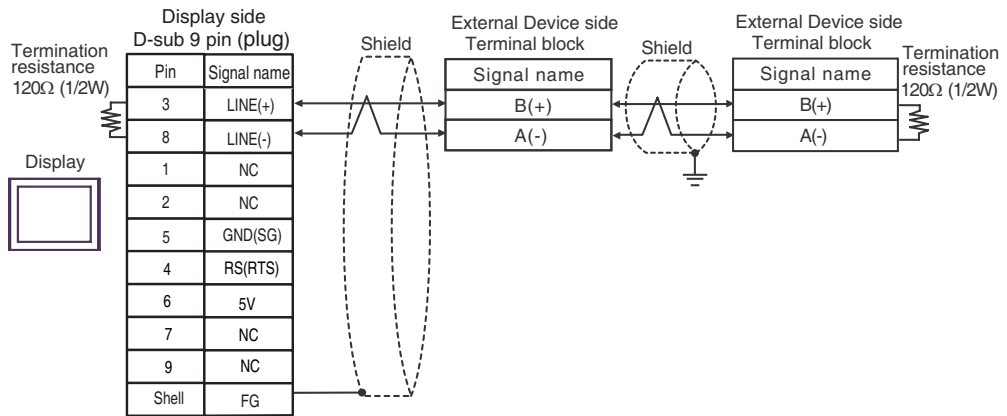 Display side
D-sub 9 pin (plug)
Termination
resistance
120Ω (1/2W)
Display
Pin Signal name
3 LINE(+)
8 LINE(-)
1 NC
2 NC
5 GND(SG)
4 RS(RTS)
6 5V
7 NC
9 NC
Shell FG
Shield
External Device side
Terminal block
Signal name
B(+)
A(-)
Shield
External Device side
Terminal block
Signal name
B(+)
A(-)
Termination
resistance
120Ω (1/2W)